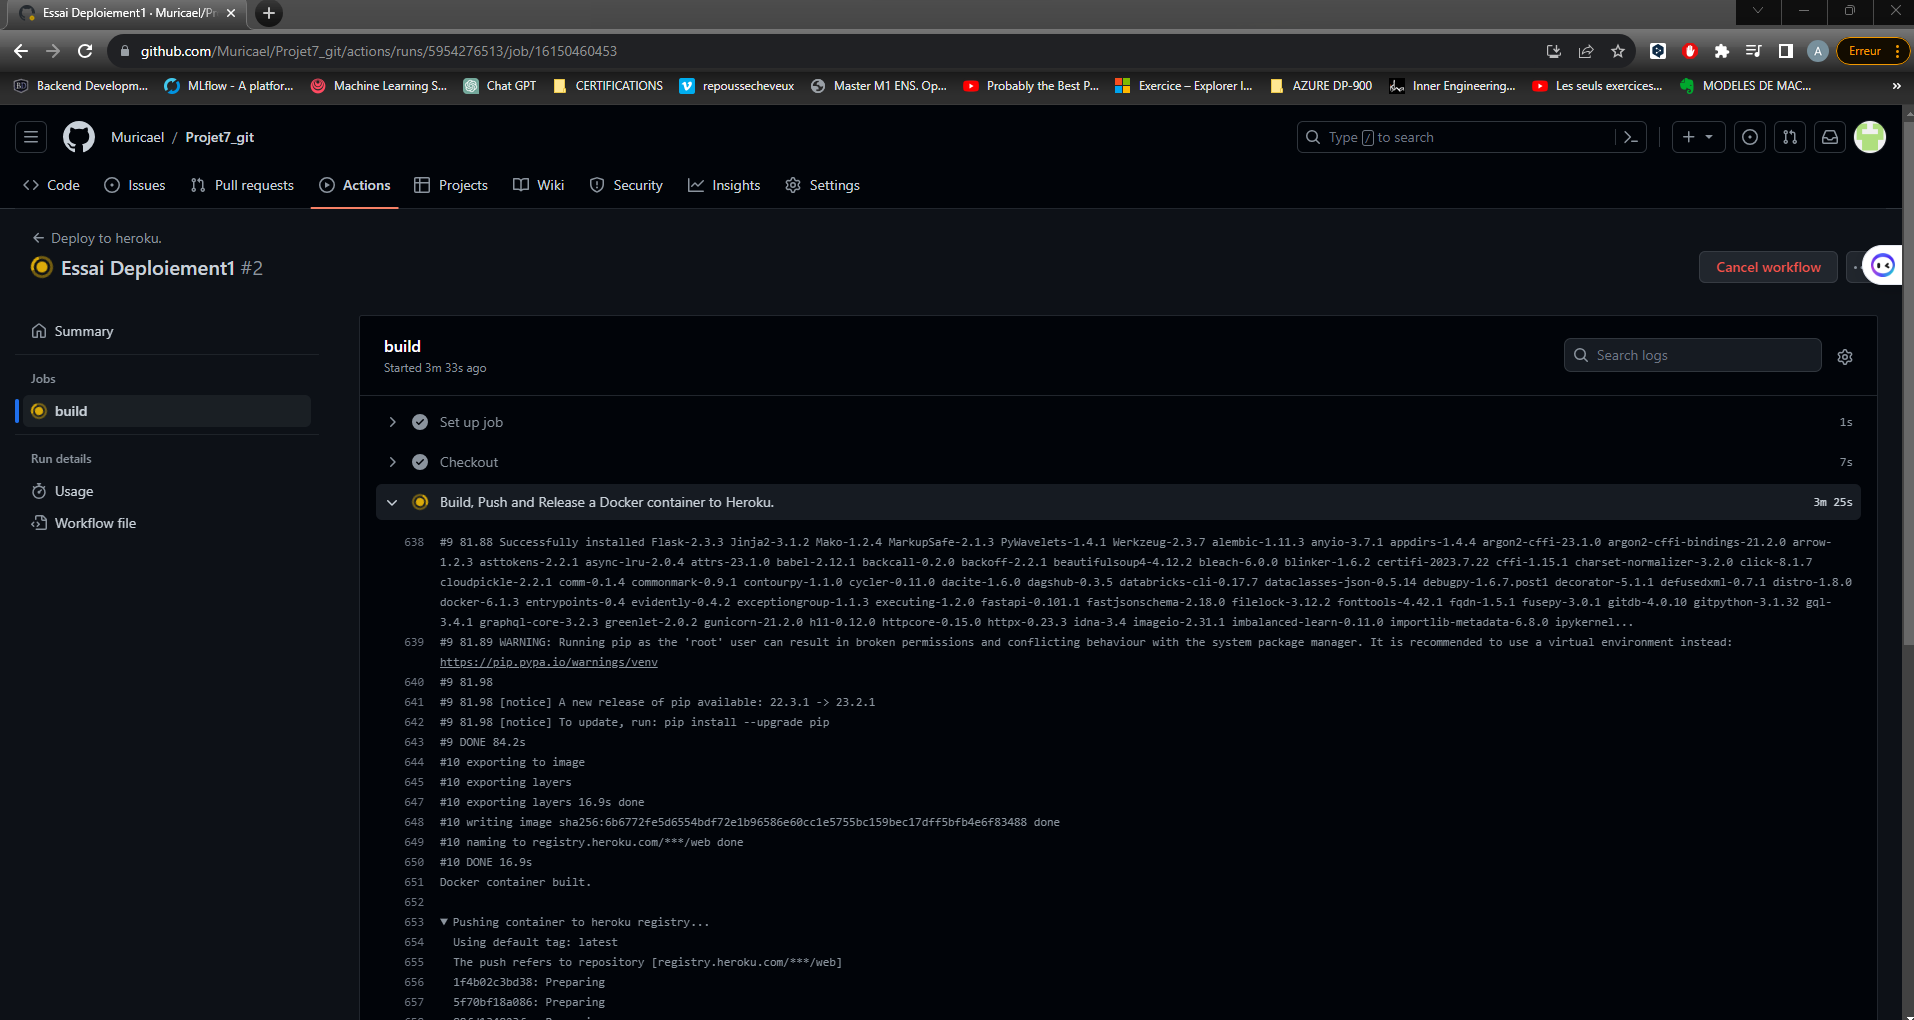 Essai Deploiement1 · Muricael/Pr
github.com/Muricael/Projet7_git/actions/runs/5954276513/job/16150460453
A
Erreur
Backend Developm...
MLflow - A platfor...
Machine Learning S...
Chat GPT
CERTIFICATIONS
repoussecheveux
Master M1 ENS. Op...
Probably the Best P...
Exercice – Explorer l...
AZURE DP-900
Inner Engineering...
Les seuls exercices...
MODELES DE MAC...
»
Muricael / Projet7_git
Type / to search
Code
Issues
Pull requests
Actions
Projects
Wiki
Security
Insights
Settings
Deploy to heroku.
Essai Deploiement1 #2
Cancel workflow
Summary
Jobs
build
Run details
Usage
Workflow file
build
Started 3m 33s ago
Search logs
Set up job 1s
Checkout 7s
Build, Push and Release a Docker container to Heroku. 3m 25s
638 #9 81.88 Successfully installed Flask-2.3.3 Jinja2-3.1.2 Mako-1.2.4 MarkupSafe-2.1.3 PyWavelets-1.4.1 Werkzeug-2.3.7 alembic-1.11.3 anyio-3.7.1 appdirs-1.4.4 argon2-cffi-23.1.0 argon2-cffi-bindings-21.2.0 arrow-
1.2.3 asttokens-2.2.1 async-lru-2.0.4 attrs-23.1.0 babel-2.12.1 backcall-0.2.0 backoff-2.2.1 beautifulsoup4-4.12.2 bleach-6.0.0 blinker-1.6.2 certifi-2023.7.22 cffi-1.15.1 charset-normalizer-3.2.0 click-8.1.7
cloudpickle-2.2.1 comm-0.1.4 commonmark-0.9.1 contourpy-1.1.0 cycler-0.11.0 dacite-1.6.0 dagshub-0.3.5 databricks-cli-0.17.7 dataclasses-json-0.5.14 debugpy-1.6.7.post1 decorator-5.1.1 defusedxml-0.7.1 distro-1.8.0
docker-6.1.3 entrypoints-0.4 evidently-0.4.2 exceptiongroup-1.1.3 executing-1.2.0 fastapi-0.101.1 fastjsonschema-2.18.0 filelock-3.12.2 fonttools-4.42.1 fqdn-1.5.1 fusepy-3.0.1 gitdb-4.0.10 gitpython-3.1.32 gql-
3.4.1 graphql-core-3.2.3 greenlet-2.0.2 gunicorn-21.2.0 h11-0.12.0 httpcore-0.15.0 httpx-0.23.3 idna-3.4 imageio-2.31.1 imbalanced-learn-0.11.0 importlib-metadata-6.8.0 ipykernel...
639 #9 81.89 WARNING: Running pip as the 'root' user can result in broken permissions and conflicting behaviour with the system package manager. It is recommended to use a virtual environment instead:
https://pip.pypa.io/warnings/venv
640 #9 81.98
641 #9 81.98 [notice] A new release of pip available: 22.3.1 -> 23.2.1
642 #9 81.98 [notice] To update, run: pip install --upgrade pip
643 #9 DONE 84.2s
644 #10 exporting to image
645 #10 exporting layers
647 #10 exporting layers 16.9s done
648 #10 writing image sha256:6b6772fe5d6554bdf72e1b96586e60cc1e5755bc159bec17dff5bfb4e6f83488 done
649 #10 naming to registry.heroku.com/***/web done
650 #10 DONE 16.9s
651 Docker container built.
652
653 ▼ Pushing container to heroku registry...
654 Using default tag: latest
655 The push refers to repository [registry.heroku.com/***/web]
656 1f4b02c3bd38: Preparing
657 5f70bf18a086: Preparing